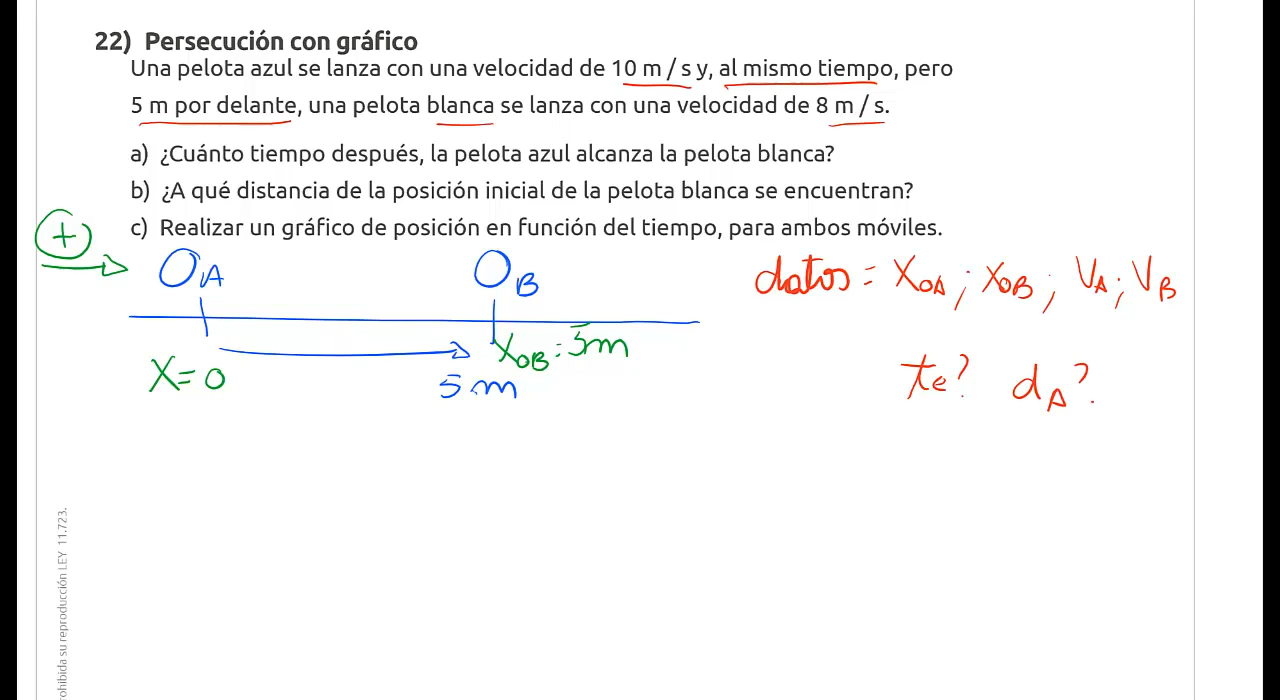 22) Persecución con gráfico
Una pelota azul se lanza con una velocidad de 10 m / s y, al mismo tiempo, pero
5 m por delante, una pelota blanca se lanza con una velocidad de 8 m / s.
a) ¿Cuánto tiempo después, la pelota azul alcanza la pelota blanca?
b) ¿A qué distancia de la posición inicial de la pelota blanca se encuentran?
c) Realizar un gráfico de posición en función del tiempo, para ambos móviles.
+
A B
datos = X0A ; X0B ; VA ; VB
X0B = 5m
X = 0
5 m
te? dA?
rohibida su reproducción LEY 11.723.